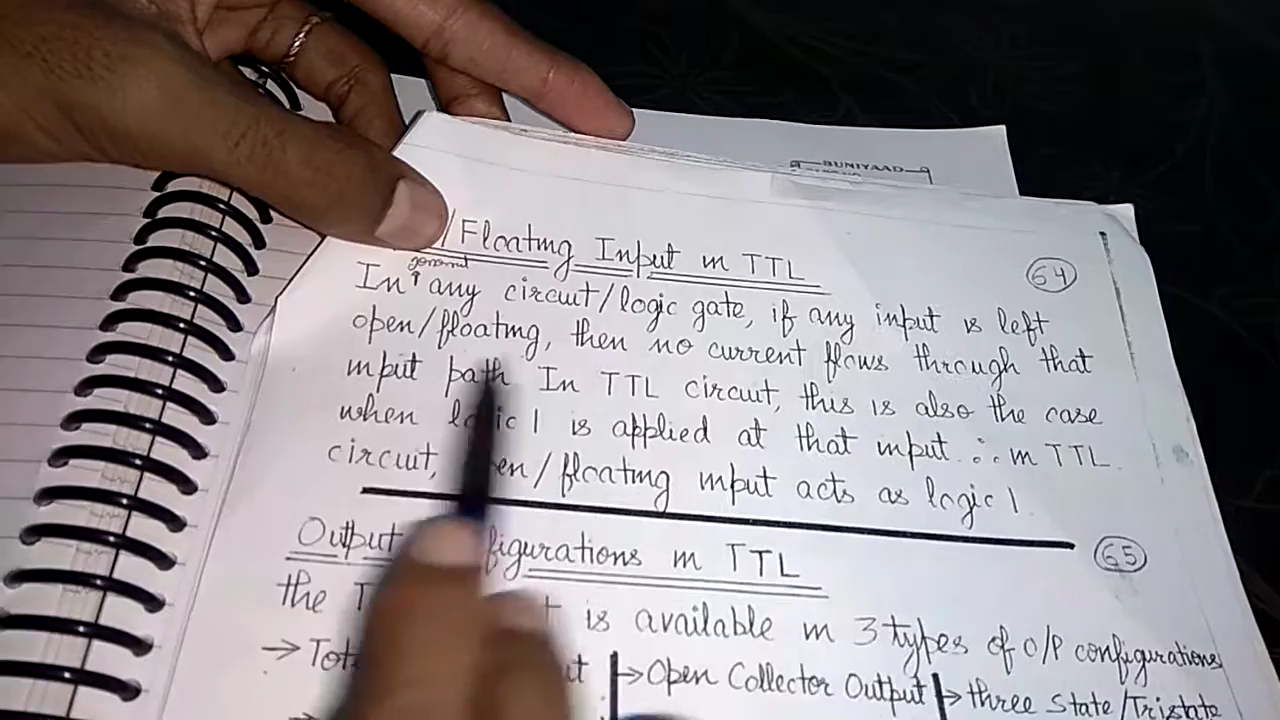 BUNIYAAD
/Floating Input in TTL
64
In general any circuit/logic gate, if any input is left
open/floating, then no current flows through that
input path In TTL circuit, this is also the case
when logic 1 is applied at that input ∴ in TTL
circuit, /floating input acts as logic 1
65
Output in TTL
the is available in 3 types of O/P configurations
→ →Open Collector Output →three State/Tristate